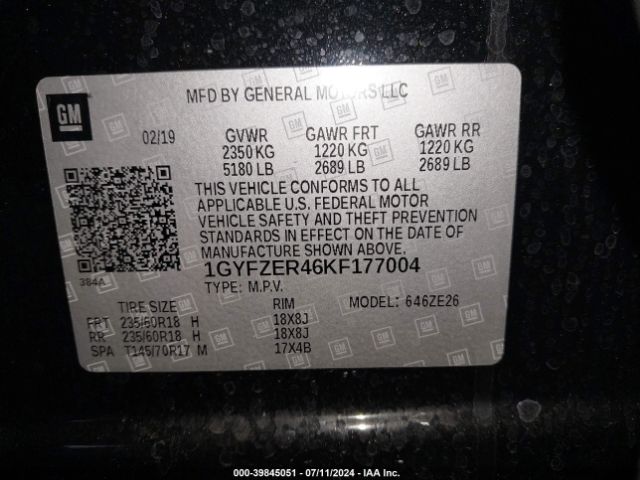 GM
MFD BY GENERAL MOTORS LLC
02/19 GVWR GAWR FRT GAWR RR
2350 KG 1220 KG 1220 KG
5180 LB 2689 LB 2689 LB
THIS VEHICLE CONFORMS TO ALL
APPLICABLE U.S. FEDERAL MOTOR
VEHICLE SAFETY AND THEFT PREVENTION
STANDARDS IN EFFECT ON THE DATE OF
MANUFACTURE SHOWN ABOVE.
384A 1GYFZER46KF177004
TYPE: M.P.V.
TIRE SIZE RIM MODEL: 646ZE26
FRT 235/60R18 H 18X8J
RR 235/60R18 H 18X8J
SPA T145/70R17 M 17X4B
000-39845051 - 07/11/2024 - IAA Inc.